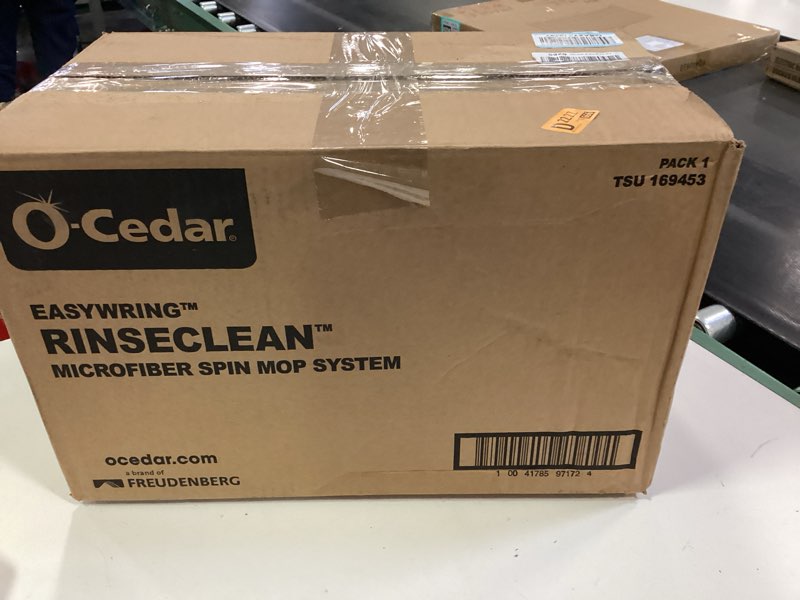 PACK 1
TSU 169453
O-Cedar®
EASYWRING™
RINSECLEAN™
MICROFIBER SPIN MOP SYSTEM
ocedar.com
a brand of
FREUDENBERG
1 00 41785 97172 4